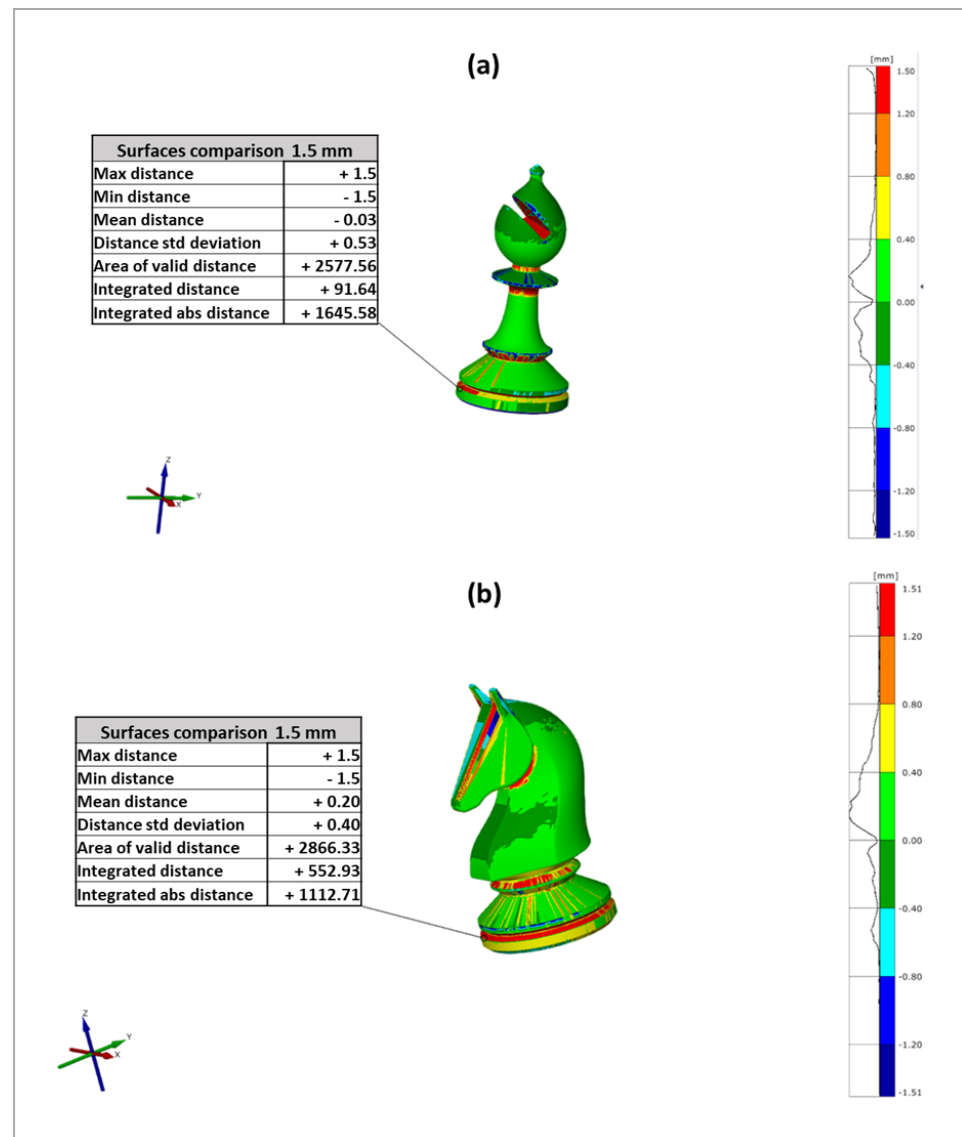 (a)
[mm]
1.50
1.20
0.80
0.40
0.00
-0.40
-0.80
-1.20
-1.50
Surfaces comparison 1.5 mm
Max distance + 1.5
Min distance - 1.5
Mean distance - 0.03
Distance std deviation + 0.53
Area of valid distance + 2577.56
Integrated distance + 91.64
Integrated abs distance + 1645.58
Z
Y
X
(b)
[mm]
1.51
1.20
0.80
0.40
0.00
-0.40
-0.80
-1.20
-1.51
Surfaces comparison 1.5 mm
Max distance + 1.5
Min distance - 1.5
Mean distance + 0.20
Distance std deviation + 0.40
Area of valid distance + 2866.33
Integrated distance + 552.93
Integrated abs distance + 1112.71
Z
Y
X